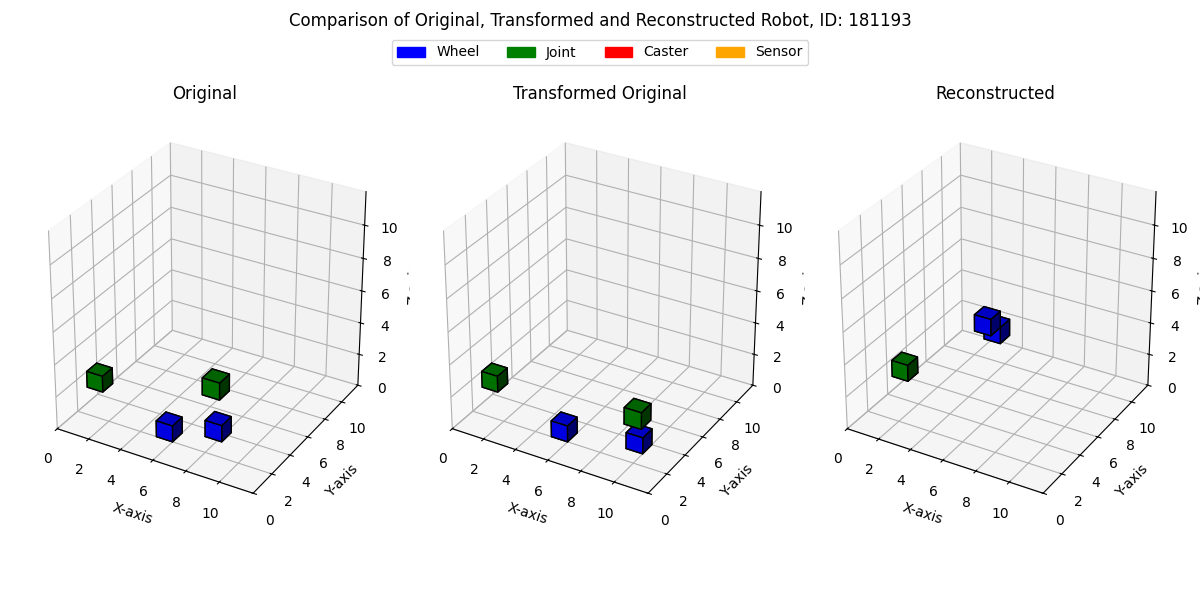 Comparison of Original, Transformed and Reconstructed Robot, ID: 181193
Wheel Joint Caster Sensor
Original Transformed Original Reconstructed
10 10 10
8 8 8
6 6 6
4 4 4
2 2 2
0 0 0
10 10 10
8 8 8
6 6 6
4 4 4
2 2 2
0 0 0
0 2 4 6 8 10 0 2 4 6 8 10 0 2 4 6 8 10
X-axis Y-axis X-axis Y-axis X-axis Y-axis